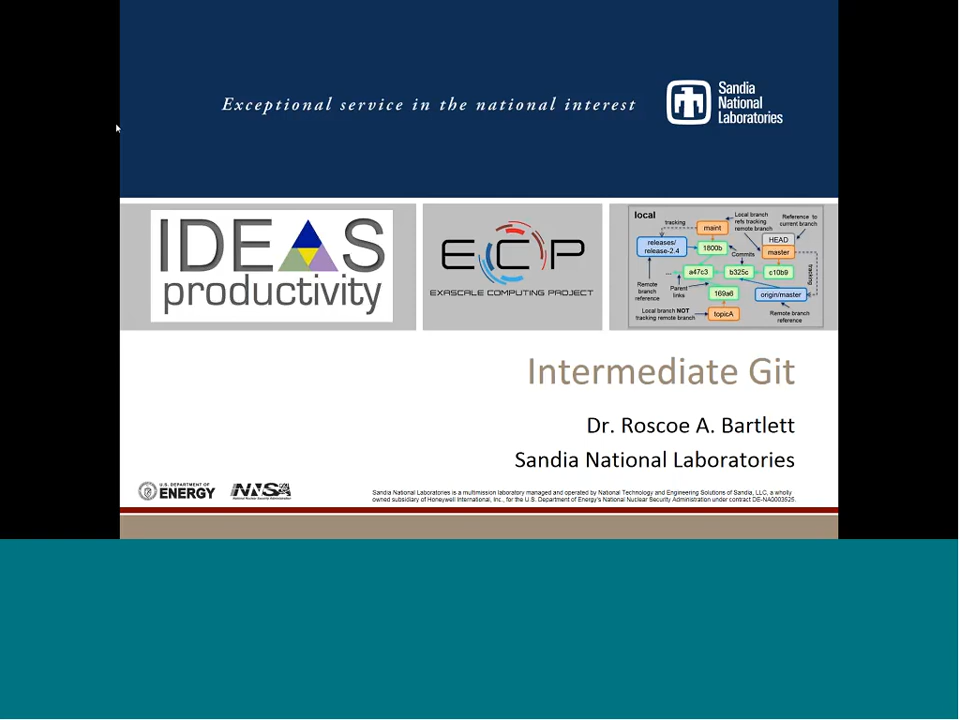 Exceptional service in the national interest
Sandia
National
Laboratories
IDEAS
productivity
ECP
EXASCALE COMPUTING PROJECT
local
tracking
maint
Local branch
refs tracking
remote branch
Reference to
current branch
releases/
release-2.4
1800b
HEAD
master
Commits
...
a47c3
b325c
c10b9
tracking
Remote
branch
reference
Parent
links
169a6
origin/master
Local branch NOT
tracking remote branch
topicA
Remote branch
reference
Intermediate Git
Dr. Roscoe A. Bartlett
Sandia National Laboratories
U.S. DEPARTMENT OF
ENERGY
NNSA
National Nuclear Security Administration
Sandia National Laboratories is a multimission laboratory managed and operated by National Technology and Engineering Solutions of Sandia, LLC, a wholly
owned subsidiary of Honeywell International, Inc., for the U.S. Department of Energy's National Nuclear Security Administration under contract DE-NA0003525.